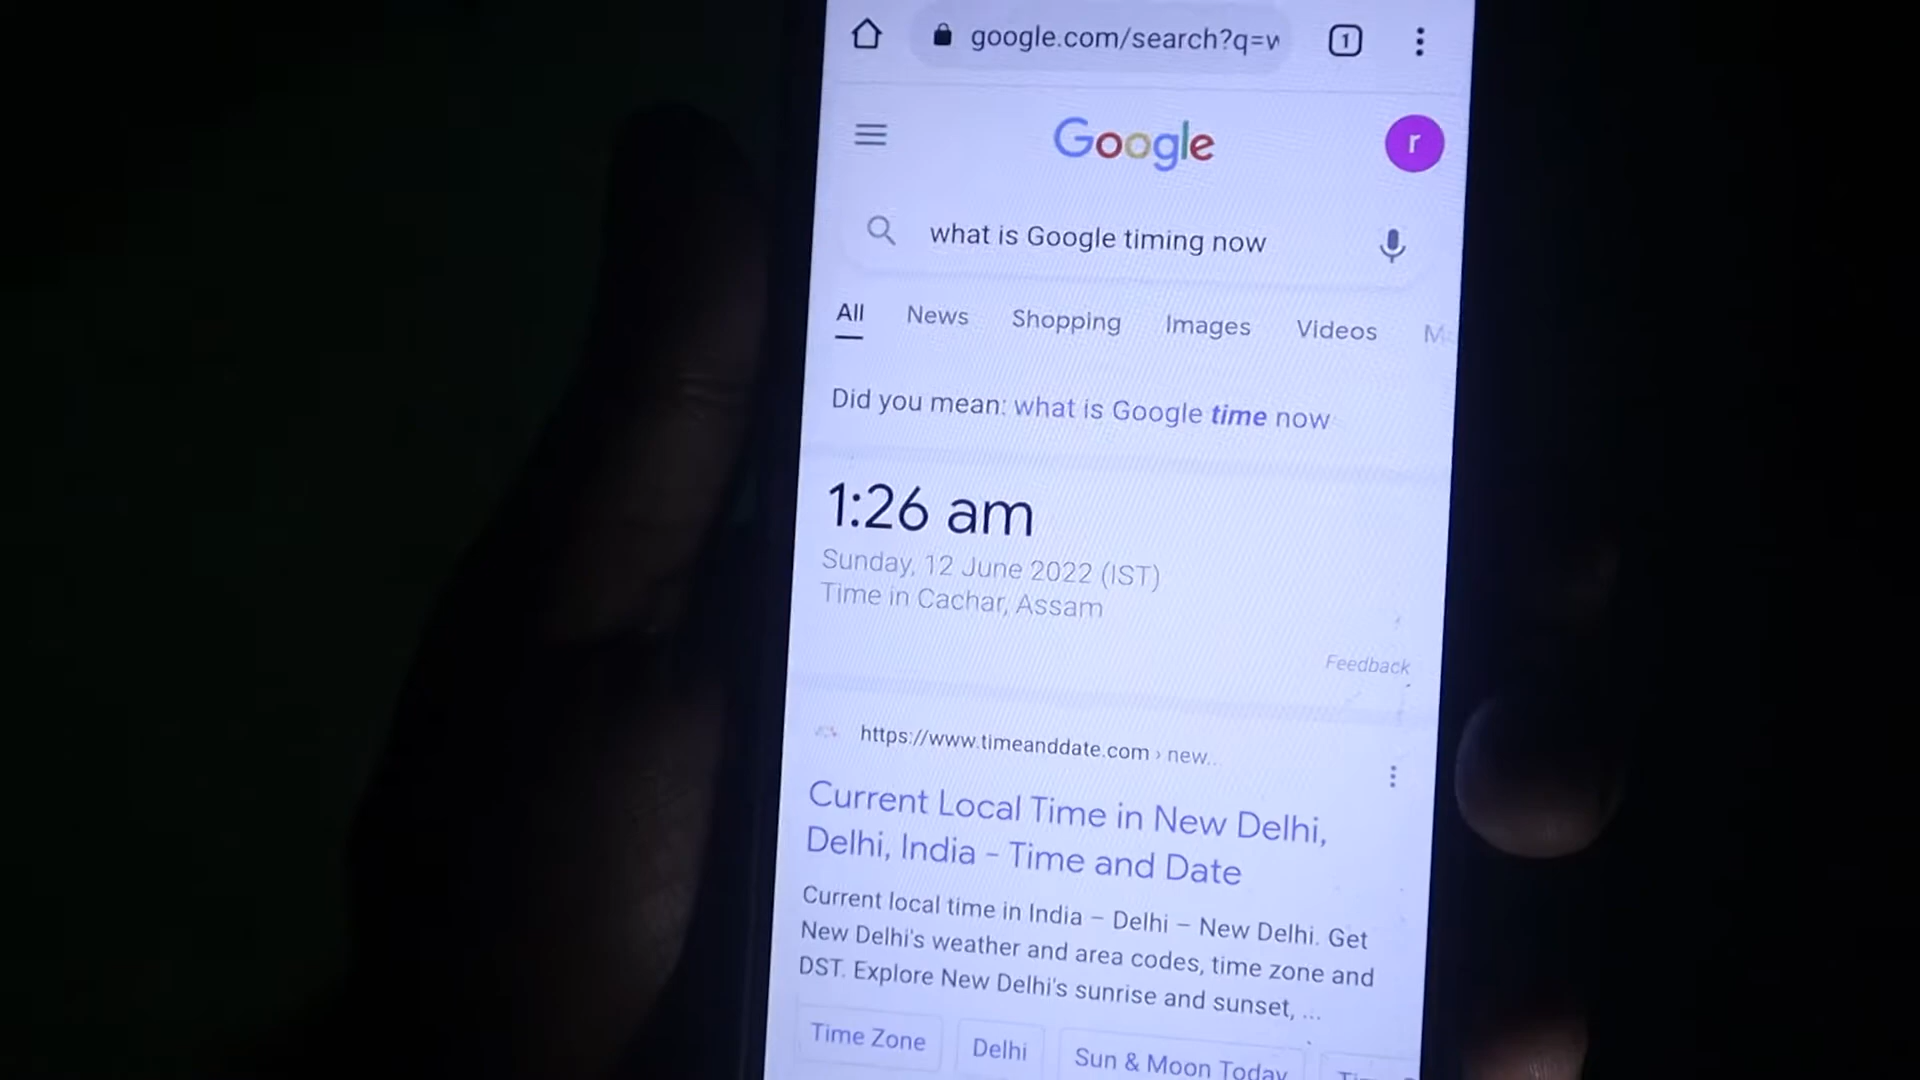 google.com/search?q=v
1
Google
r
what is Google timing now
All News Shopping Images Videos
Did you mean: what is Google time now
1:26 am
Sunday, 12 June 2022 (IST)
Time in Cachar, Assam
Feedback
https://www.timeanddate.com › new...
Current Local Time in New Delhi,
Delhi, India - Time and Date
Current local time in India – Delhi – New Delhi. Get
New Delhi's weather and area codes, time zone and
DST. Explore New Delhi's sunrise and sunset, ...
Time Zone Delhi Sun & Moon Today